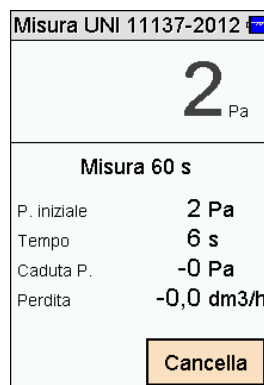 Misura UNI 11137-2012
2 Pa
Misura 60 s
P. iniziale 2 Pa
Tempo 6 s
Caduta P. -0 Pa
Perdita -0,0 dm3/h
Cancella